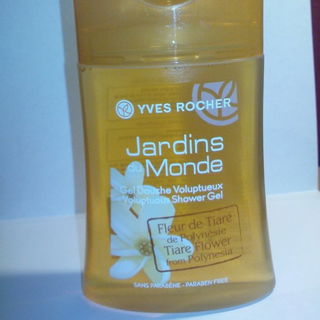 YVES ROCHER
Jardins
du Monde
Gel Douche Voluptueux
Voluptuous Shower Gel
Fleur de Tiaré
de Polynésie
Tiare Flower
from Polynesia
SANS PARABÈNE - PARABEN FREE